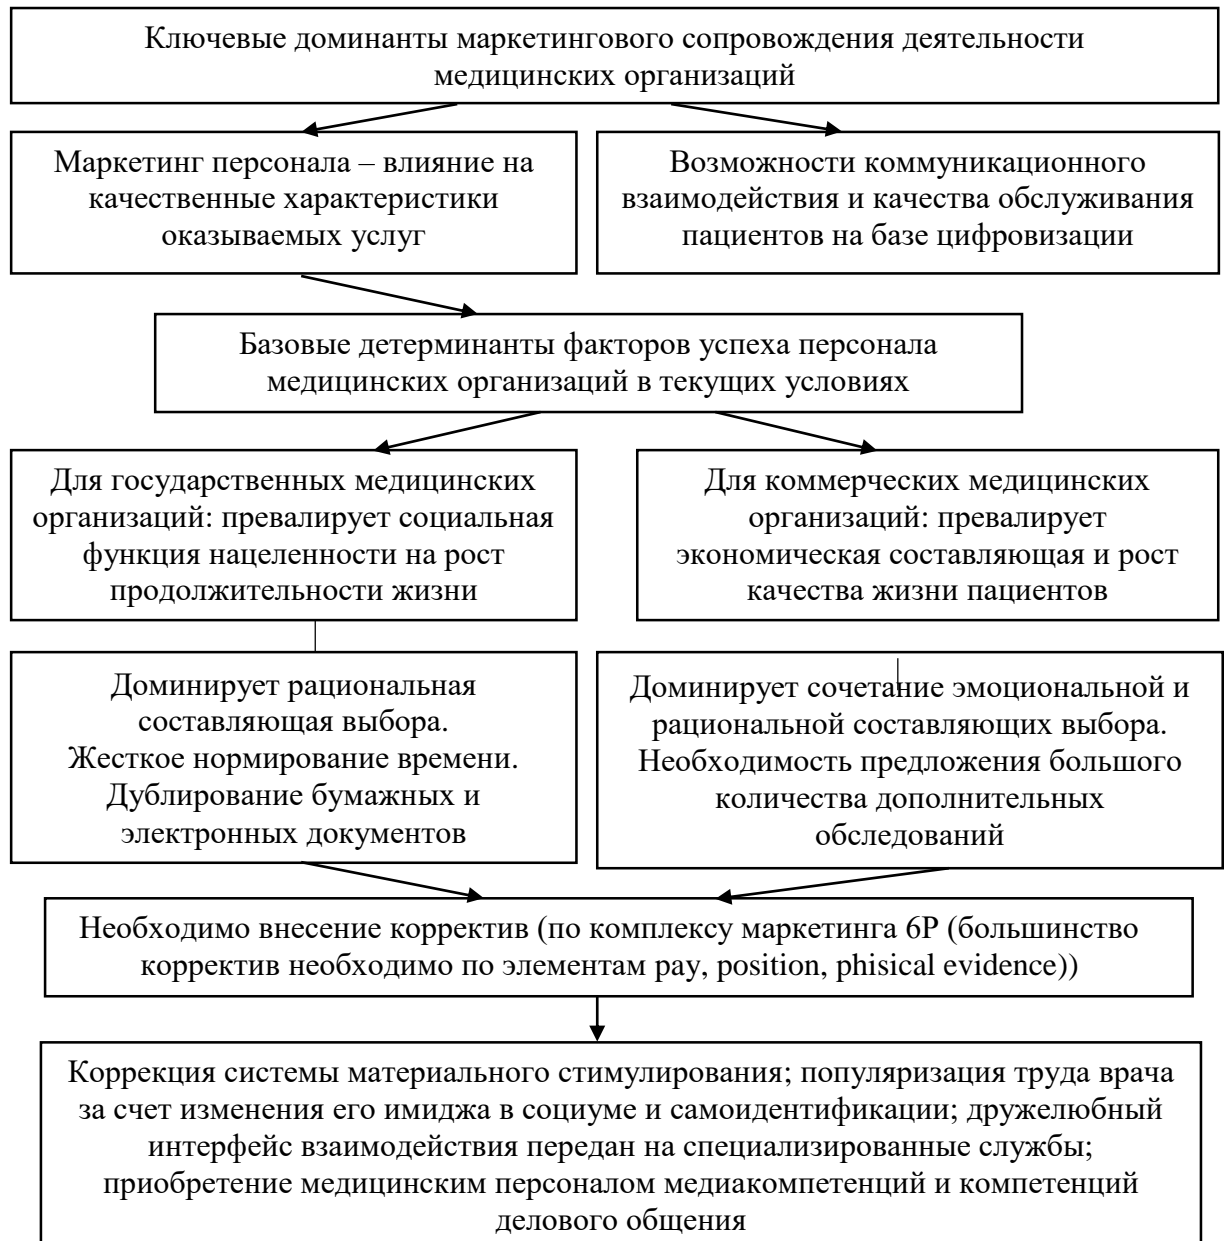 Ключевые доминанты маркетингового сопровождения деятельности
медицинских организаций
Маркетинг персонала – влияние на
качественные характеристики
оказываемых услуг
Возможности коммуникационного
взаимодействия и качества обслуживания
пациентов на базе цифровизации
Базовые детерминанты факторов успеха персонала
медицинских организаций в текущих условиях
Для государственных медицинских
организаций: превалирует социальная
функция нацеленности на рост
продолжительности жизни
Для коммерческих медицинских
организаций: превалирует
экономическая составляющая и рост
качества жизни пациентов
Доминирует рациональная
составляющая выбора.
Жесткое нормирование времени.
Дублирование бумажных и
электронных документов
Доминирует сочетание эмоциональной и
рациональной составляющих выбора.
Необходимость предложения большого
количества дополнительных
обследований
Необходимо внесение корректив (по комплексу маркетинга 6Р (большинство
корректив необходимо по элементам pay, position, phisical evidence))
Коррекция системы материального стимулирования; популяризация труда врача
за счет изменения его имиджа в социуме и самоидентификации; дружелюбный
интерфейс взаимодействия передан на специализированные службы;
приобретение медицинским персоналом медиакомпетенций и компетенций
делового общения